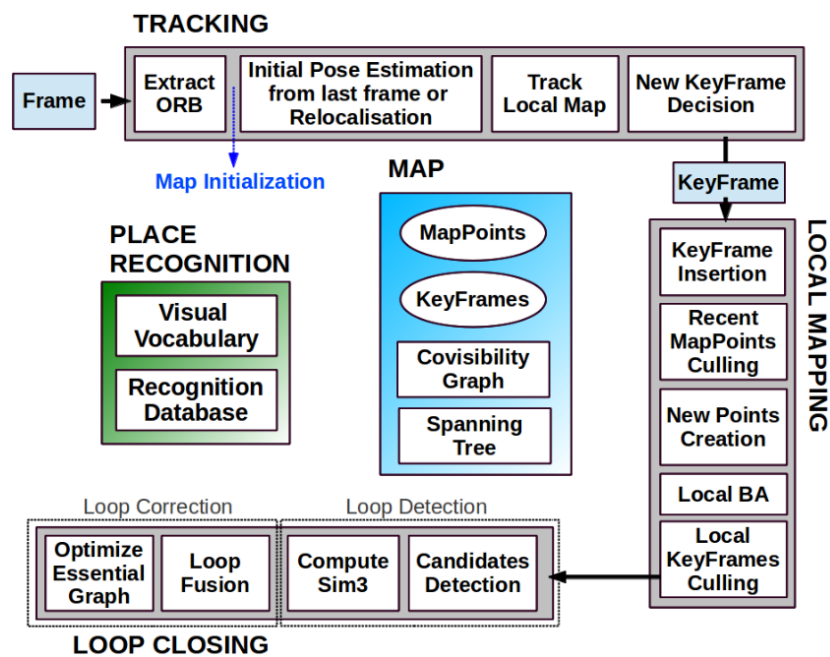 TRACKING
Frame
Extract
ORB
Initial Pose Estimation
from last frame or
Relocalisation
Track
Local Map
New KeyFrame
Decision
Map Initialization
MAP
KeyFrame
MapPoints
KeyFrames
Covisibility
Graph
Spanning
Tree
PLACE
RECOGNITION
Visual
Vocabulary
Recognition
Database
LOCAL MAPPING
KeyFrame
Insertion
Recent
MapPoints
Culling
New Points
Creation
Local BA
Local
KeyFrames
Culling
Loop Correction
Loop Detection
Optimize
Essential
Graph
Loop
Fusion
Compute
Sim3
Candidates
Detection
LOOP CLOSING